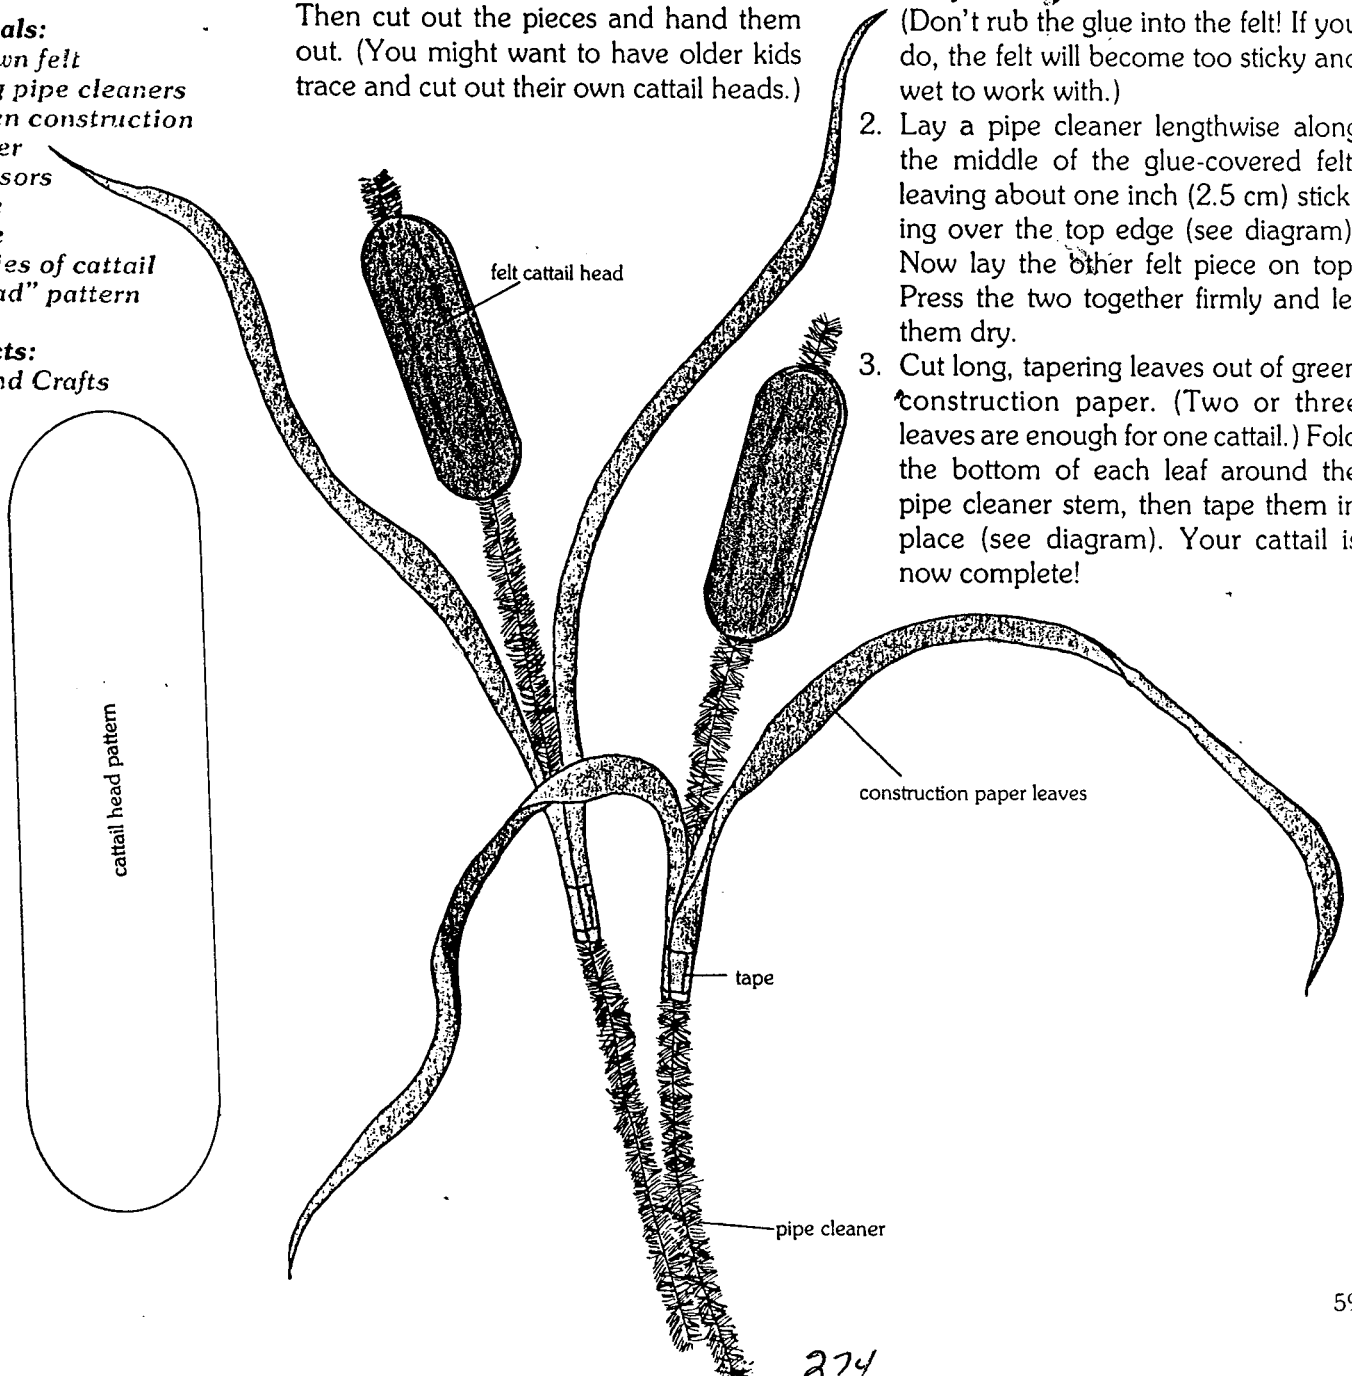 als:
wn felt
pipe cleaners
n construction
er
sors
e
ies of cattail
ad" pattern
ts:
nd Crafts
Then cut out the pieces and hand them
out. (You might want to have older kids
trace and cut out their own cattail heads.)
(Don't rub the glue into the felt! If you
do, the felt will become too sticky and
wet to work with.)
2. Lay a pipe cleaner lengthwise along
the middle of the glue-covered felt
leaving about one inch (2.5 cm) stick
ing over the top edge (see diagram)
Now lay the other felt piece on top
Press the two together firmly and le
them dry.
3. Cut long, tapering leaves out of green
construction paper. (Two or three
leaves are enough for one cattail.) Fold
the bottom of each leaf around the
pipe cleaner stem, then tape them in
place (see diagram). Your cattail is
now complete!
felt cattail head
cattail head pattern
construction paper leaves
tape
pipe cleaner
59
274